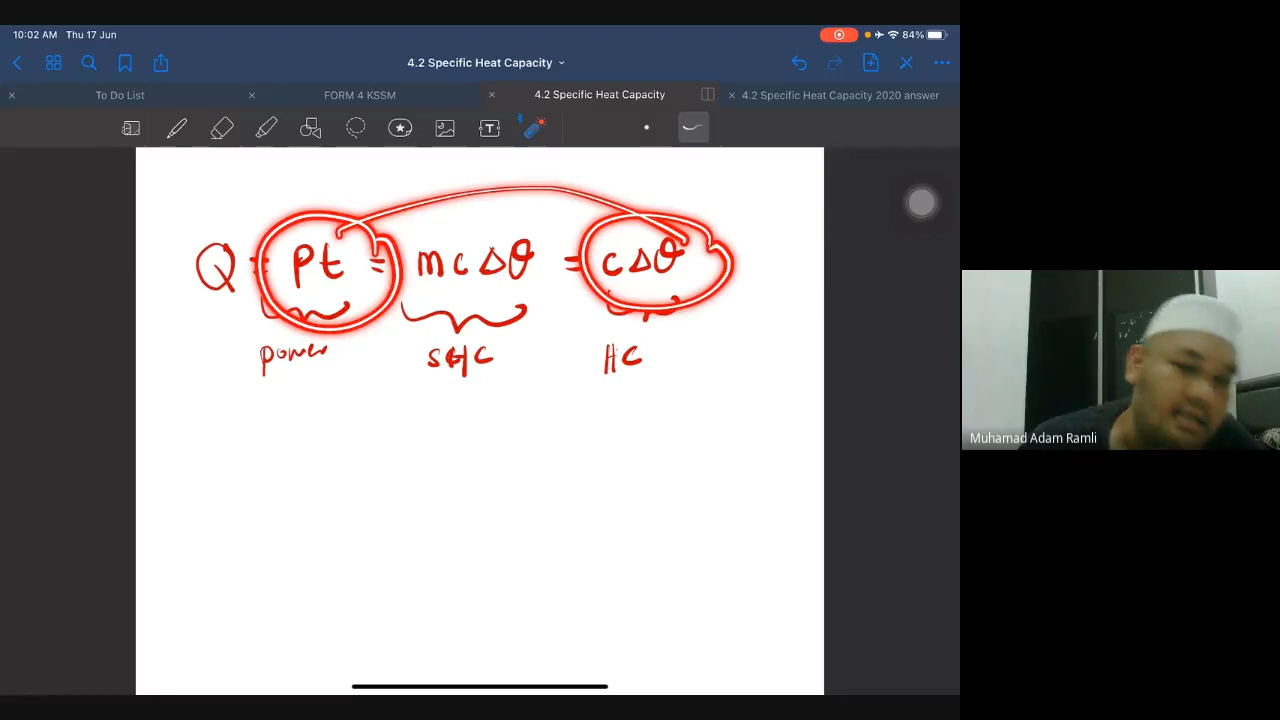 10:02 AM Thu 17 Jun
84%
4.2 Specific Heat Capacity
To Do List
FORM 4 KSSM
4.2 Specific Heat Capacity
4.2 Specific Heat Capacity 2020 answer
Q = Pt = mcΔθ = cΔθ
power SHC HC
Muhamad Adam Ramli